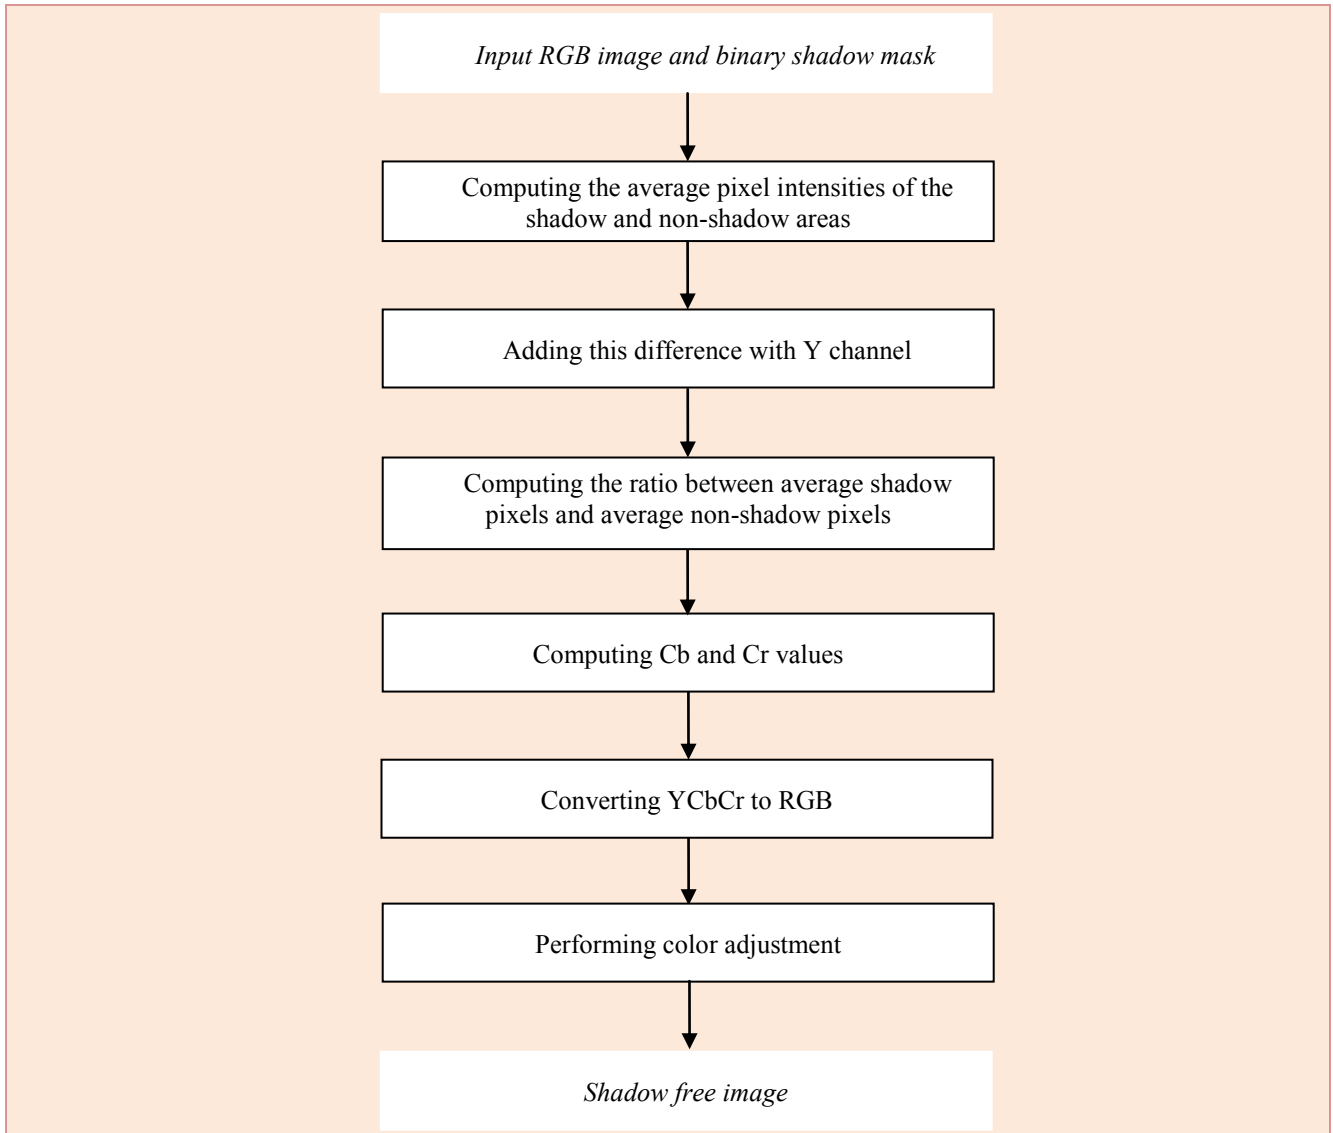 Input RGB image and binary shadow mask
Computing the average pixel intensities of the
shadow and non-shadow areas
Adding this difference with Y channel
Computing the ratio between average shadow
pixels and average non-shadow pixels
Computing Cb and Cr values
Converting YCbCr to RGB
Performing color adjustment
Shadow free image